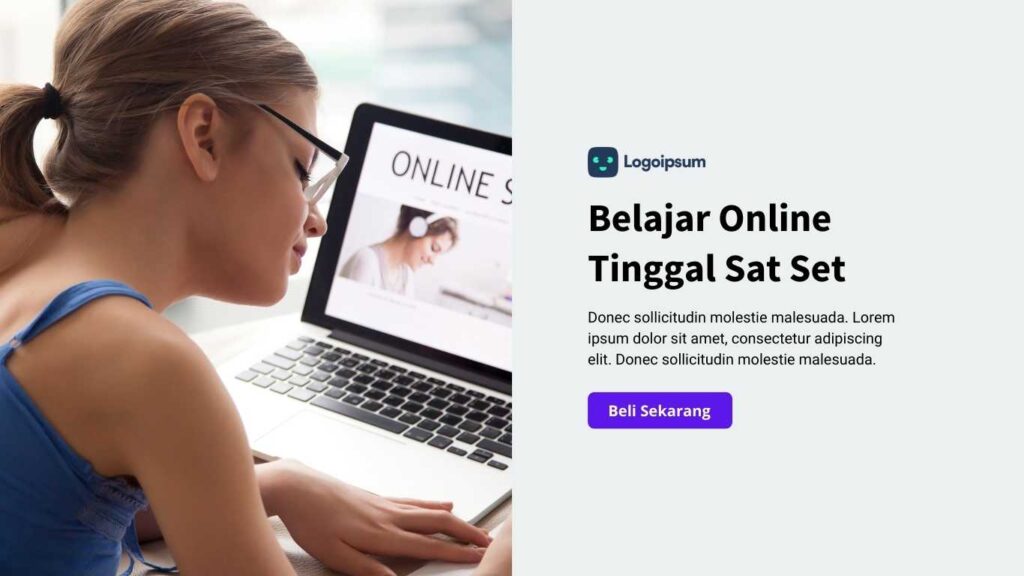 ONLINE S
Logoipsum
Belajar Online
Tinggal Sat Set
Donec sollicitudin molestie malesuada. Lorem
ipsum dolor sit amet, consectetur adipiscing
elit. Donec sollicitudin molestie malesuada.
Beli Sekarang